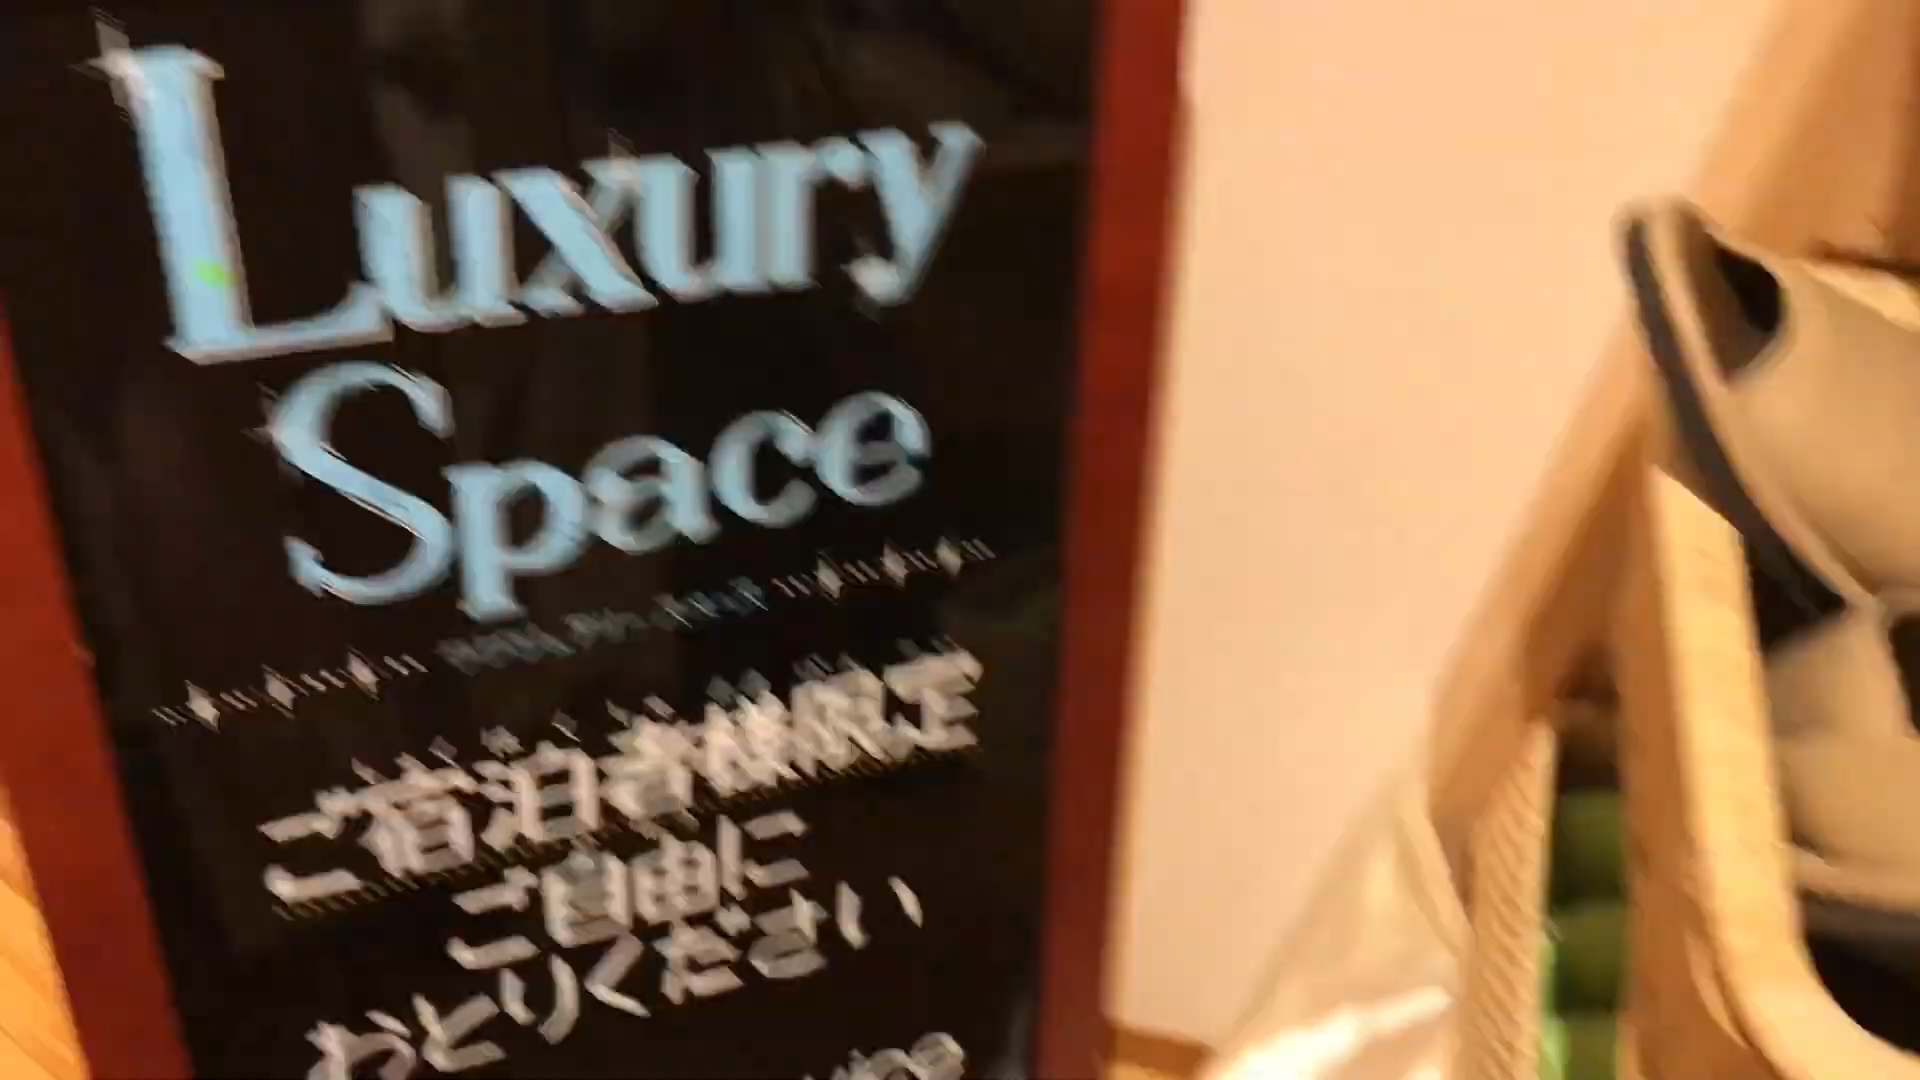 Luxury
Space
ご宿泊者様限定
ご自由に
おとりください